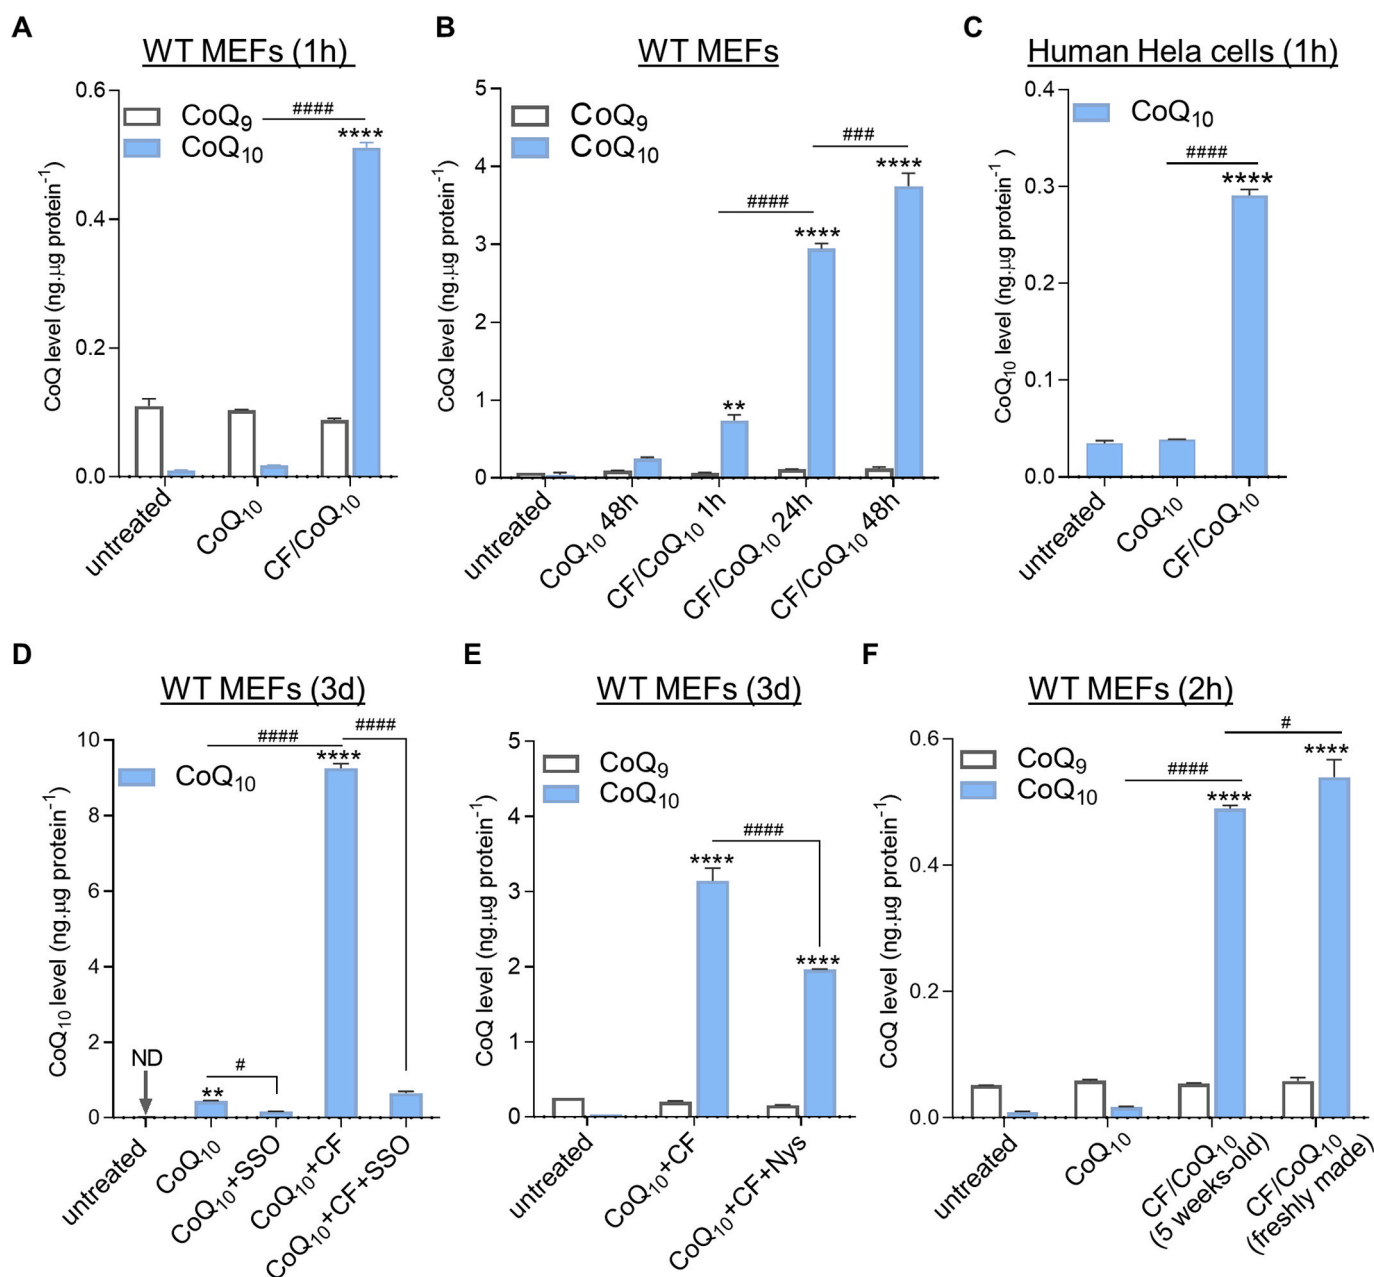 A
WT MEFs (1h)
CoQ level (ng.μg protein⁻¹)
0.6
0.4
0.2
0.0
CoQ₉
CoQ₁₀
####
****
untreated
CoQ₁₀
CF/CoQ₁₀
B
WT MEFs
CoQ level (ng.μg protein⁻¹)
5
4
3
2
1
0
CoQ₉
CoQ₁₀
###
****
####
****
**
untreated
CoQ₁₀ 48h
CF/CoQ₁₀ 1h
CF/CoQ₁₀ 24h
CF/CoQ₁₀ 48h
C
Human Hela cells (1h)
CoQ₁₀ level (ng.μg protein⁻¹ )
0.4
0.3
0.2
0.1
0.0
CoQ₁₀
####
****
untreated
CoQ₁₀
CF/CoQ₁₀
D
WT MEFs (3d)
CoQ₁₀ level (ng.μg protein⁻¹)
10
8
6
4
2
0
CoQ₁₀
####
####
****
ND
#
**
untreated
CoQ₁₀
CoQ₁₀+SSO
CoQ₁₀+CF
CoQ₁₀+CF+SSO
E
WT MEFs (3d)
CoQ level (ng.μg protein⁻¹)
5
4
3
2
1
0
CoQ₉
CoQ₁₀
####
****
****
untreated
CoQ₁₀+CF
CoQ₁₀+CF+Nys
F
WT MEFs (2h)
CoQ level (ng.μg protein⁻¹)
0.6
0.4
0.2
0.0
CoQ₉
CoQ₁₀
#
****
####
****
untreated
CoQ₁₀
CF/CoQ₁₀
(5 weeks-old)
CF/CoQ₁₀
(freshly made)